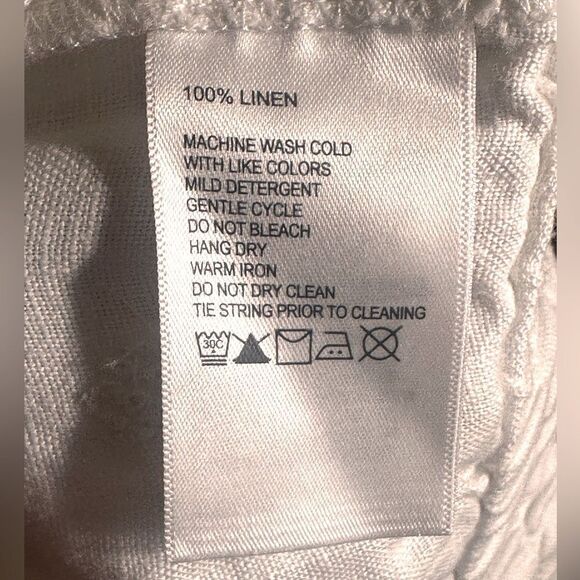 100% LINEN
MACHINE WASH COLD
WITH LIKE COLORS
MILD DETERGENT
GENTLE CYCLE
DO NOT BLEACH
HANG DRY
WARM IRON
DO NOT DRY CLEAN
TIE STRING PRIOR TO CLEANING
30C